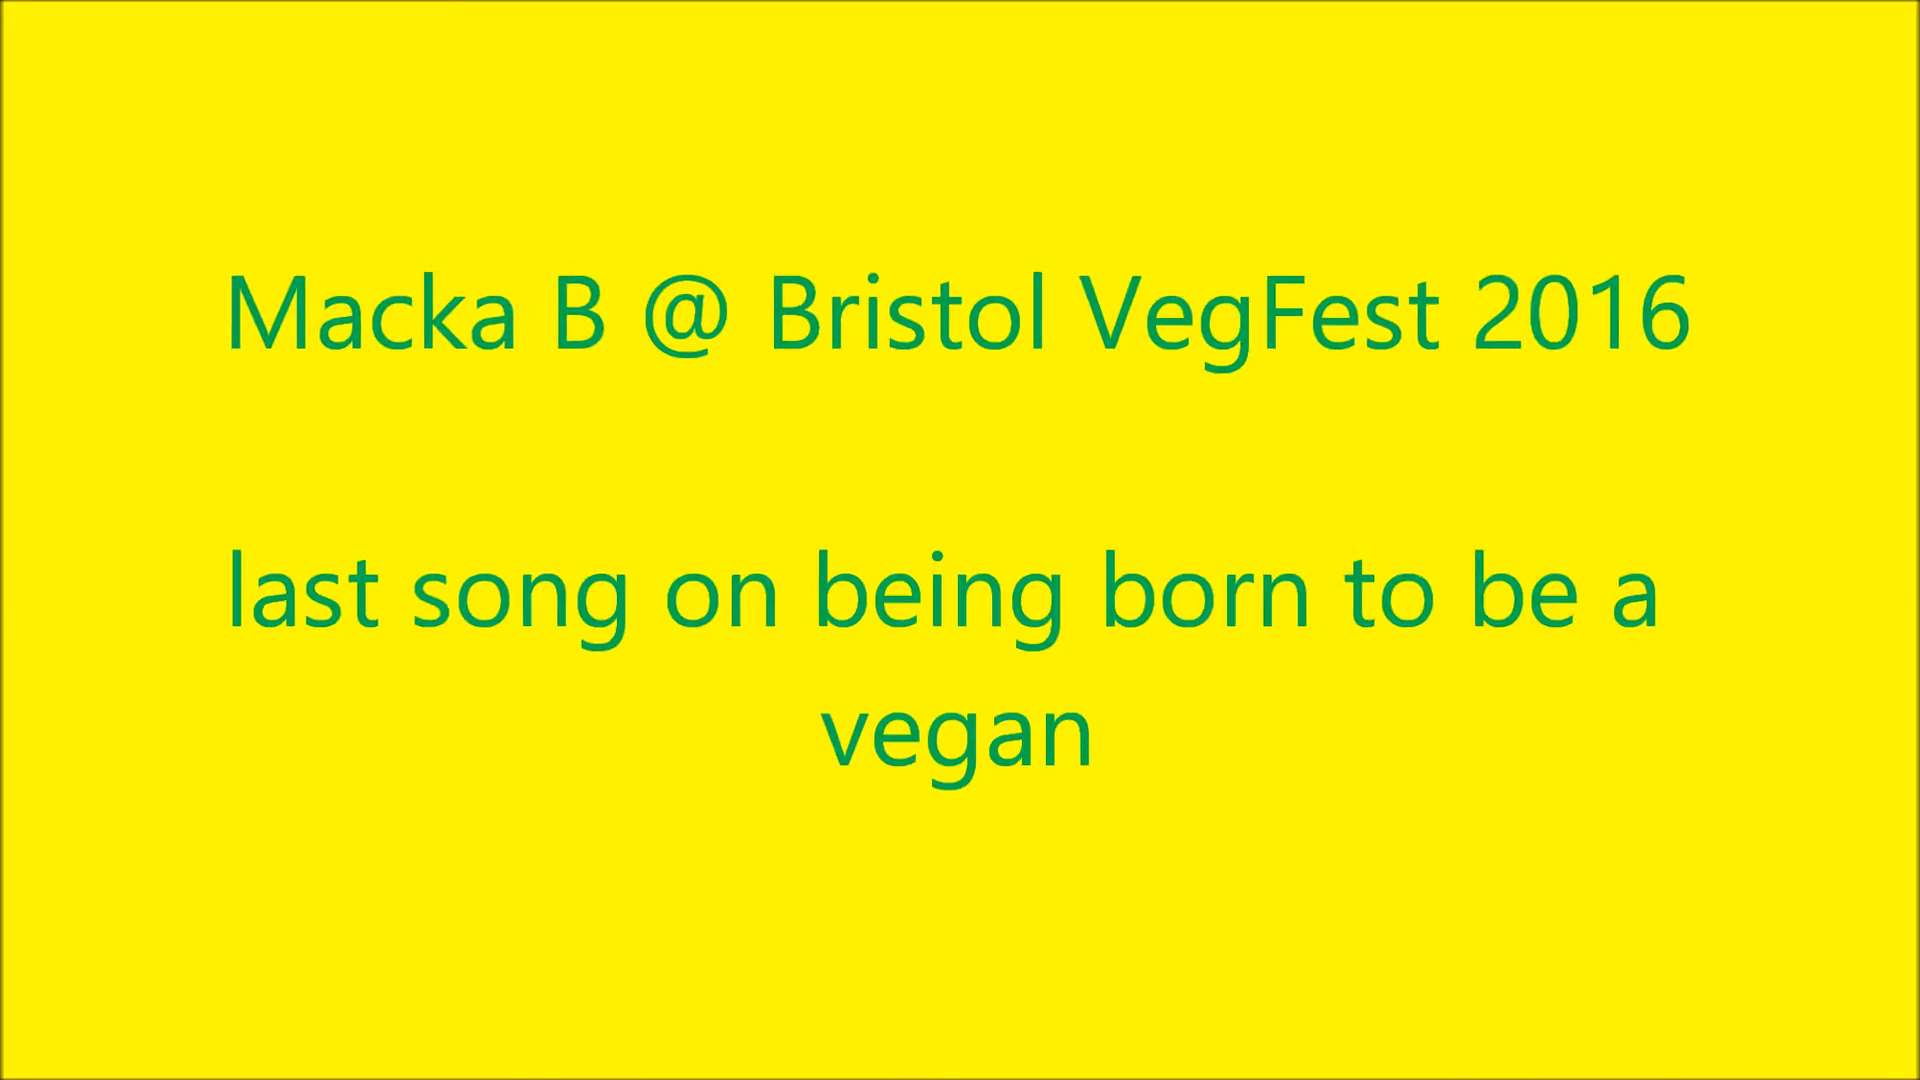 Macka B @ Bristol VegFest 2016
last song on being born to be a
vegan